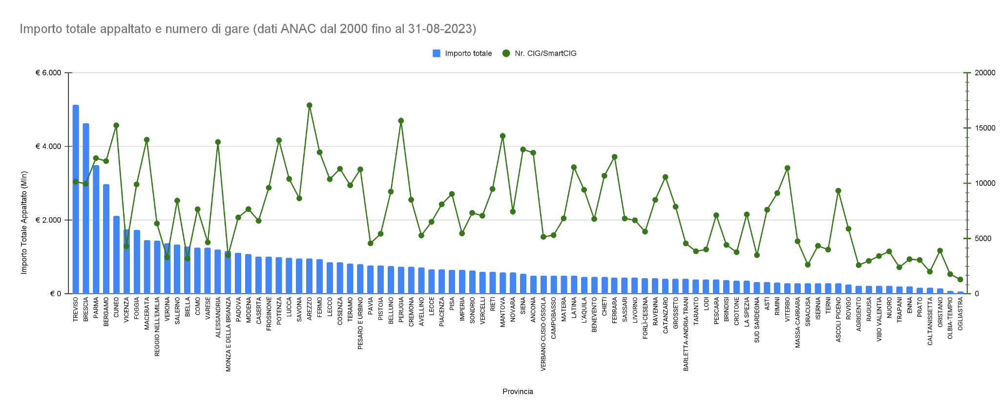 Importo totale appaltato e numero di gare (dati ANAC dal 2000 fino al 31-08-2023)
Importo totale
Nr. CIG/SmartCIG
€ 6.000
€ 4.000
€ 2.000
€ 0
Importo Totale Appaltato (Mln)
20000
15000
10000
5000
0
TREVISO
BRESCIA
PARMA
BERGAMO
CUNEO
VICENZA
FOGGIA
MACERATA
REGGIO NELL'EMILIA
VERONA
SALERNO
BIELLA
COMO
VARESE
ALESSANDRIA
MONZA E DELLA BRIANZA
PADOVA
MODENA
CASERTA
FROSINONE
POTENZA
LUCCA
SAVONA
AREZZO
FERMO
LECCO
COSENZA
TERAMO
PESARO E URBINO
PAVIA
PISTOIA
BELLUNO
PERUGIA
CREMONA
AVELLINO
LECCE
PIACENZA
PISA
IMPERIA
SONDRIO
VERCELLI
RIETI
MANTOVA
NOVARA
SIENA
ANCONA
VERBANO-CUSIO-OSSOLA
CAMPOBASSO
MATERA
LATINA
L'AQUILA
BENEVENTO
CHIETI
FERRARA
SASSARI
LIVORNO
FORLÌ-CESENA
RAVENNA
CATANZARO
GROSSETO
BARLETTA-ANDRIA-TRANI
TARANTO
LODI
PESCARA
BRINDISI
CROTONE
LA SPEZIA
SUD SARDEGNA
ASTI
RIMINI
VITERBO
MASSA-CARRARA
SIRACUSA
ISERNIA
TERNI
ASCOLI PICENO
ROVIGO
AGRIGENTO
RAGUSA
VIBO VALENTIA
NUORO
TRAPANI
ENNA
PRATO
CALTANISSETTA
ORISTANO
OLBIA-TEMPIO
OGLIASTRA
Provincia